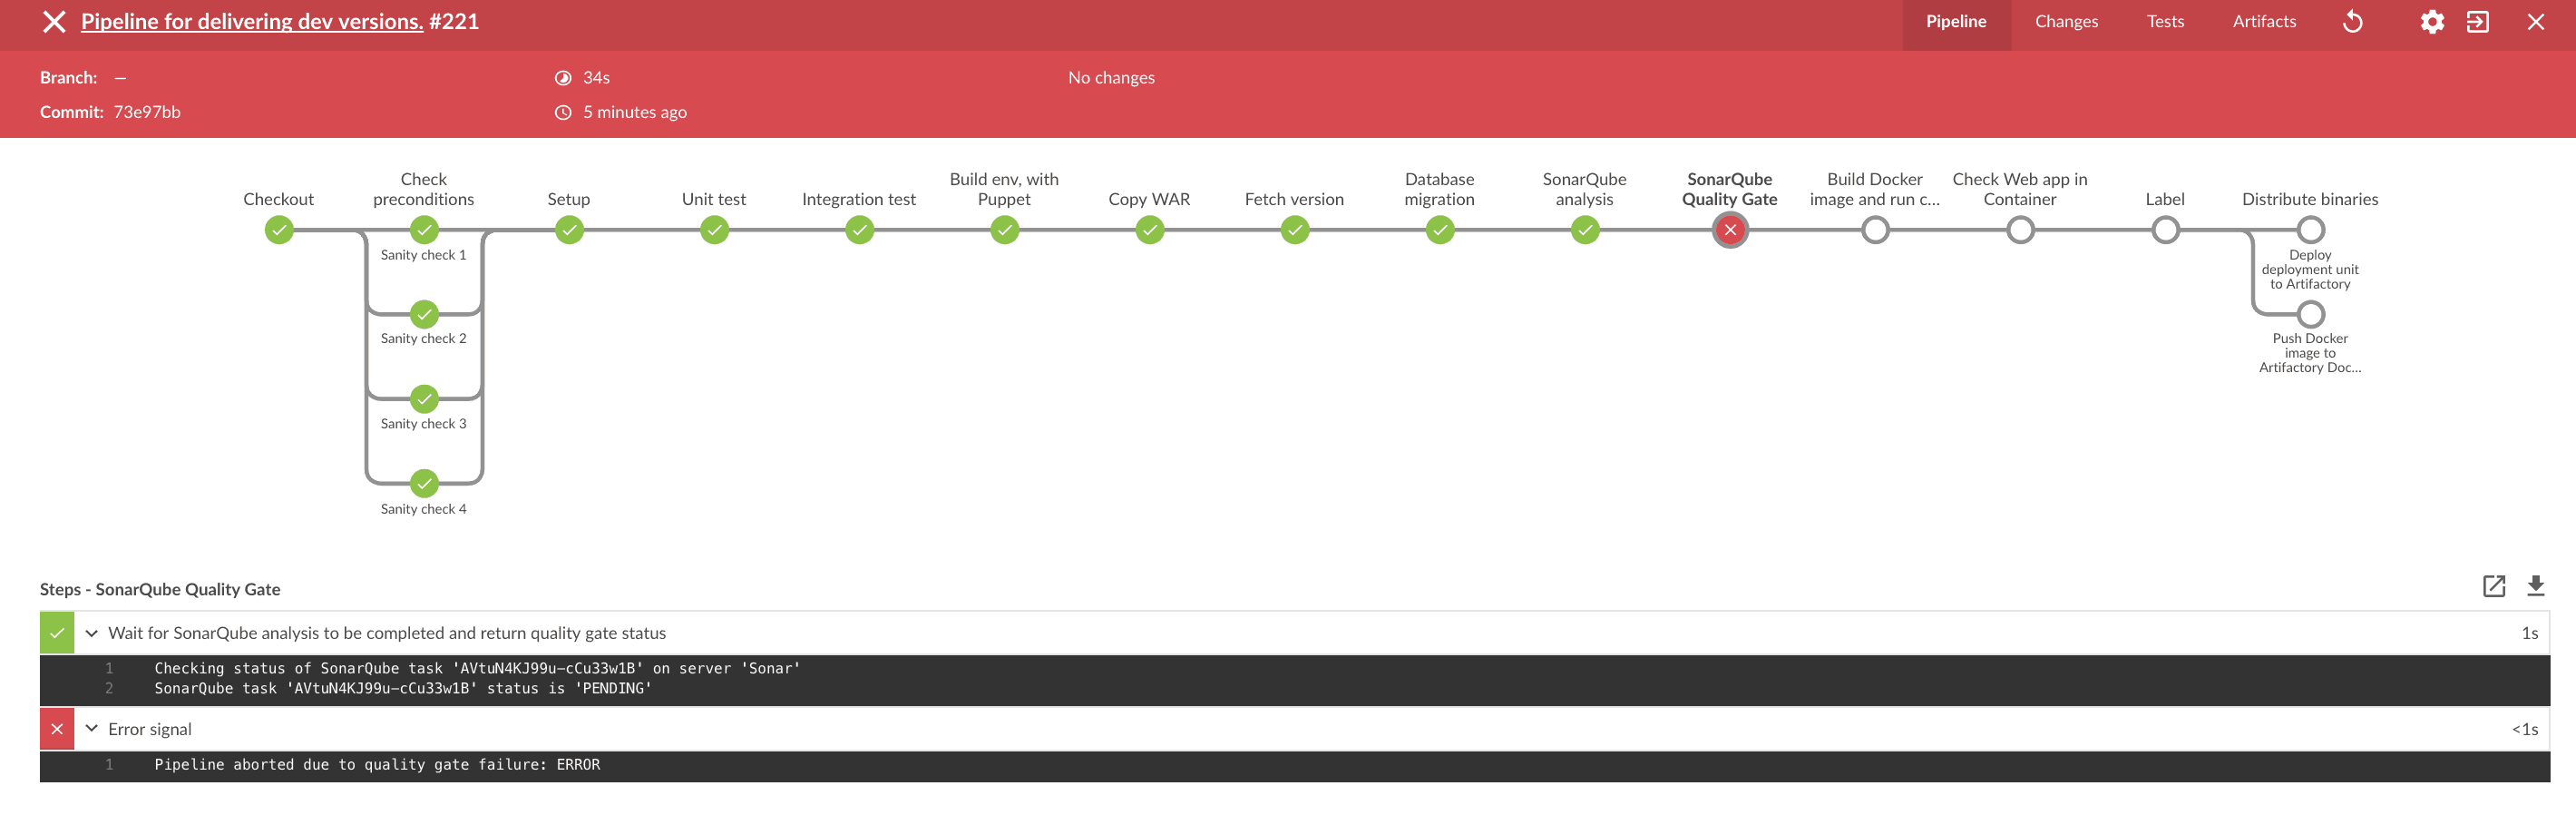 Pipeline for delivering dev versions. #221
Pipeline
Changes
Tests
Artifacts
Branch: —
34s
No changes
Commit: 73e97bb
5 minutes ago
Checkout
Check
preconditions
Setup
Unit test
Integration test
Build env, with
Puppet
Copy WAR
Fetch version
Database
migration
SonarQube
analysis
SonarQube
Quality Gate
Build Docker
image and run c...
Check Web app in
Container
Label
Distribute binaries
Sanity check 1
Sanity check 2
Sanity check 3
Sanity check 4
Deploy
deployment unit
to Artifactory
Push Docker
image to
Artifactory Doc...
Steps - SonarQube Quality Gate
Wait for SonarQube analysis to be completed and return quality gate status
1s
1 Checking status of SonarQube task 'AVtuN4KJ99u-cCu33w1B' on server 'Sonar'
2 SonarQube task 'AVtuN4KJ99u-cCu33w1B' status is 'PENDING'
Error signal
<1s
1 Pipeline aborted due to quality gate failure: ERROR